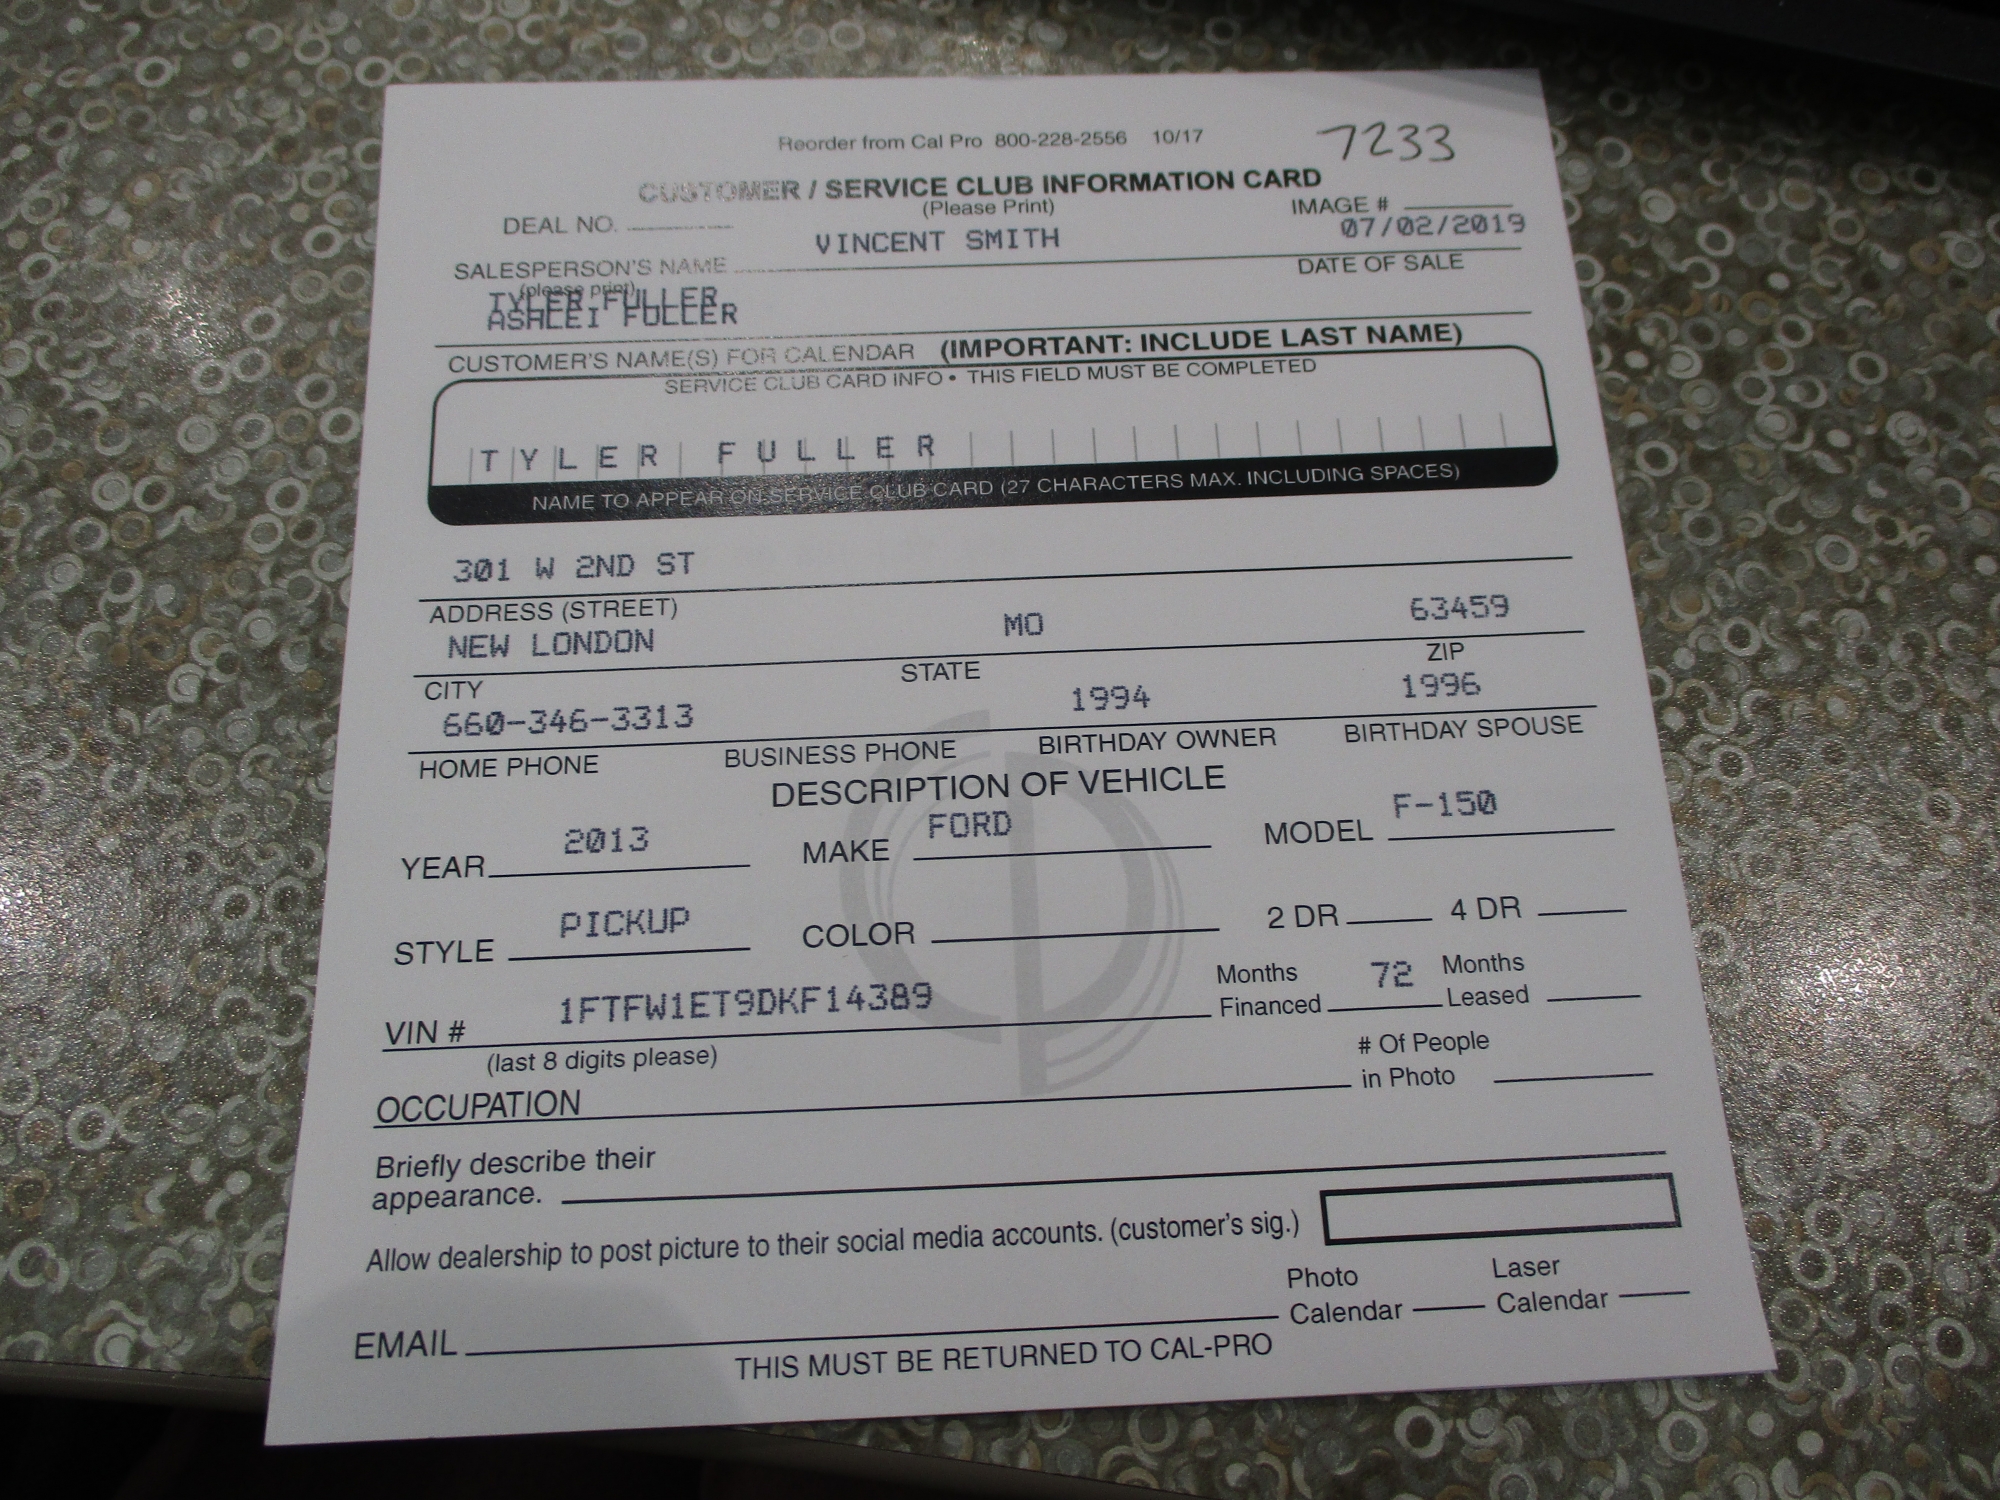 Reorder from Cal Pro 800-228-2556 10/17 7233
CUSTOMER / SERVICE CLUB INFORMATION CARD
(Please Print)
DEAL NO. IMAGE #
VINCENT SMITH 07/02/2019
SALESPERSON'S NAME DATE OF SALE
(please print)
TYLER FULLER
ASHLEI FULLER
CUSTOMER'S NAME(S) FOR CALENDAR (IMPORTANT: INCLUDE LAST NAME)
SERVICE CLUB CARD INFO • THIS FIELD MUST BE COMPLETED
TYLER FULLER
NAME TO APPEAR ON SERVICE CLUB CARD (27 CHARACTERS MAX. INCLUDING SPACES)
301 W 2ND ST
ADDRESS (STREET)
NEW LONDON MO 63459
CITY STATE ZIP
660-346-3313 1994 1996
HOME PHONE BUSINESS PHONE BIRTHDAY OWNER BIRTHDAY SPOUSE
DESCRIPTION OF VEHICLE
YEAR 2013 MAKE FORD MODEL F-150
STYLE PICKUP COLOR 2 DR 4 DR
VIN # 1FTFW1ET9DKF14389 Months Financed 72 Months Leased
(last 8 digits please)
OCCUPATION # Of People in Photo
Briefly describe their
appearance.
Allow dealership to post picture to their social media accounts. (customer's sig.)
EMAIL Photo Calendar Laser Calendar
THIS MUST BE RETURNED TO CAL-PRO